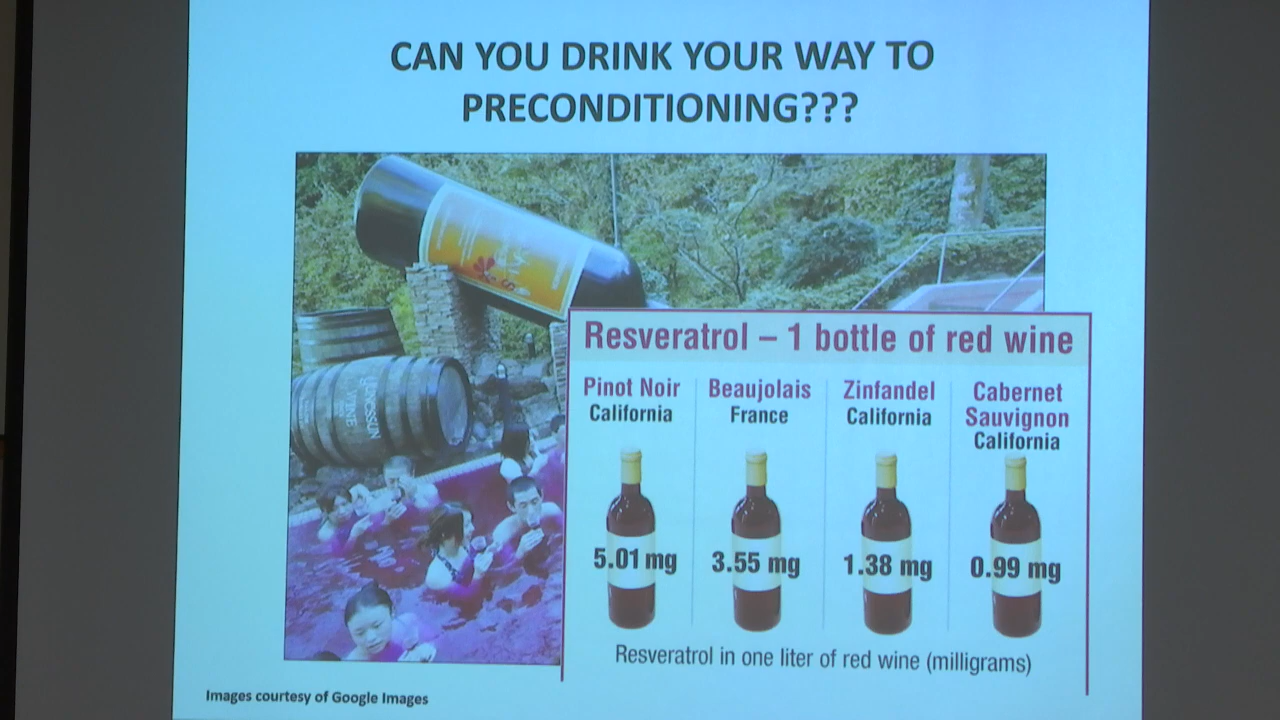 CAN YOU DRINK YOUR WAY TO
PRECONDITIONING???
Resveratrol – 1 bottle of red wine
Pinot Noir
California
Beaujolais
France
Zinfandel
California
Cabernet
Sauvignon
California
5.01 mg
3.55 mg
1.38 mg
0.99 mg
Resveratrol in one liter of red wine (milligrams)
YUNESSUN
WINE
Images courtesy of Google Images